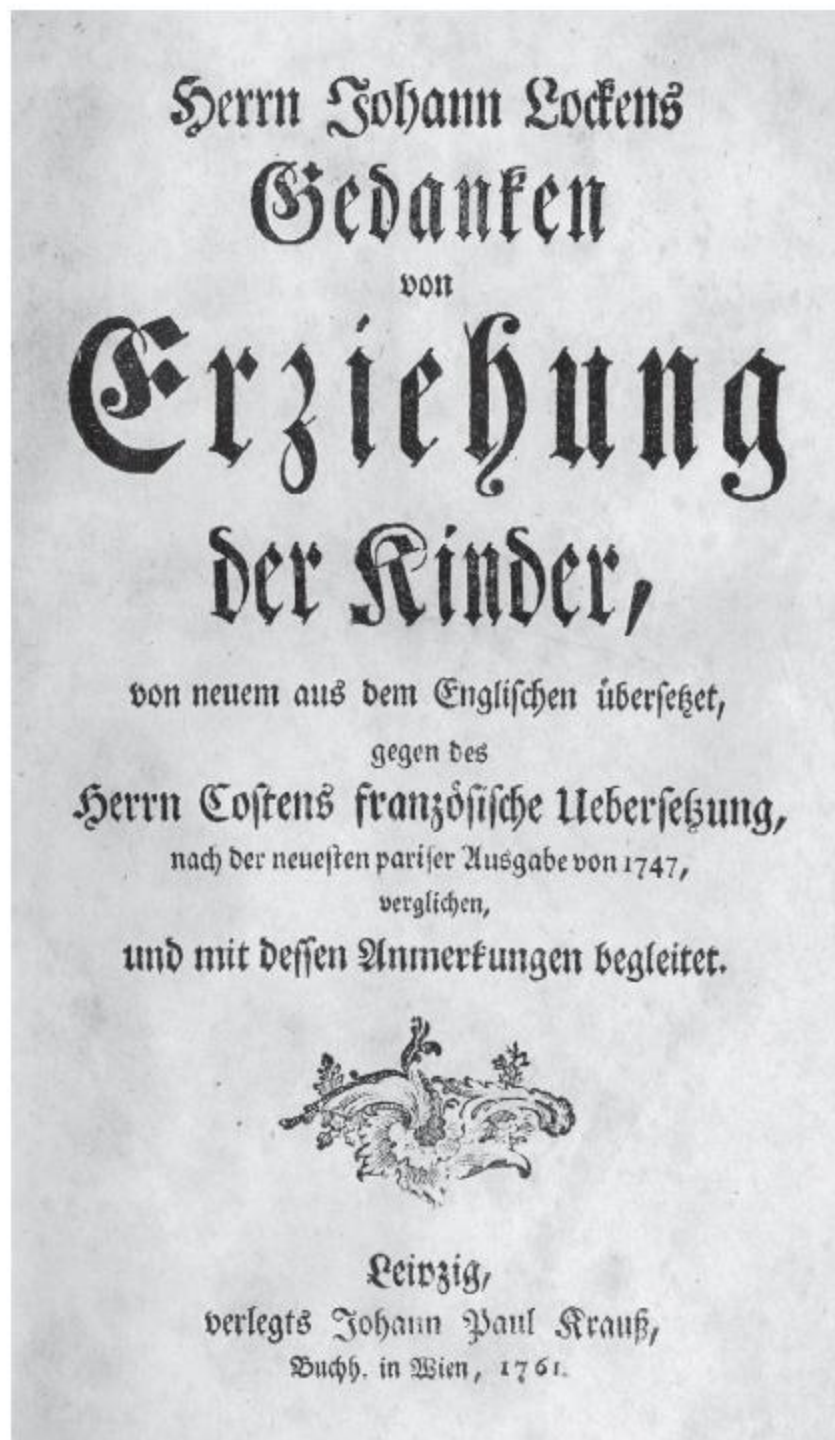 Herrn Johann Lockens
Gedanken
von
Erziehung
der Kinder,
von neuem aus dem Englischen übersetzet,
gegen des
Herrn Costens französische Uebersetzung,
nach der neuesten pariser Ausgabe von 1747,
verglichen,
und mit dessen Anmerkungen begleitet.
Leipzig,
verlegts Johann Paul Krauß,
Buchh. in Wien, 1761.